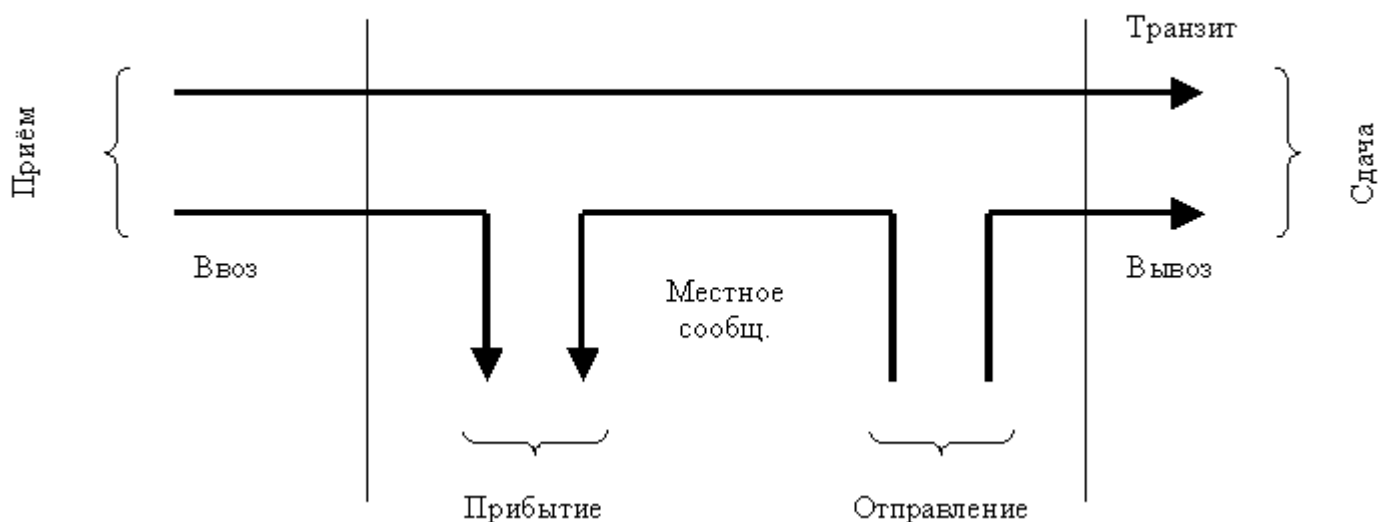 Транзит
Приём
Сдача
Ввоз
Вывоз
Местное
сообщ.
Прибытие
Отправление